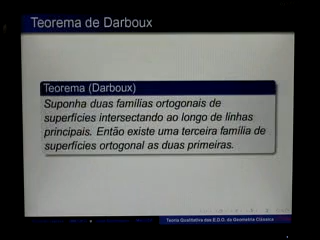 Teorema de Darboux
Teorema (Darboux)
Suponha duas famílias ortogonais de
superfícies intersectando ao longo de linhas
principais. Então existe uma terceira família de
superfícies ortogonal as duas primeiras.
Teoria Qualitativa das E.D.O. da Geometria Clássica